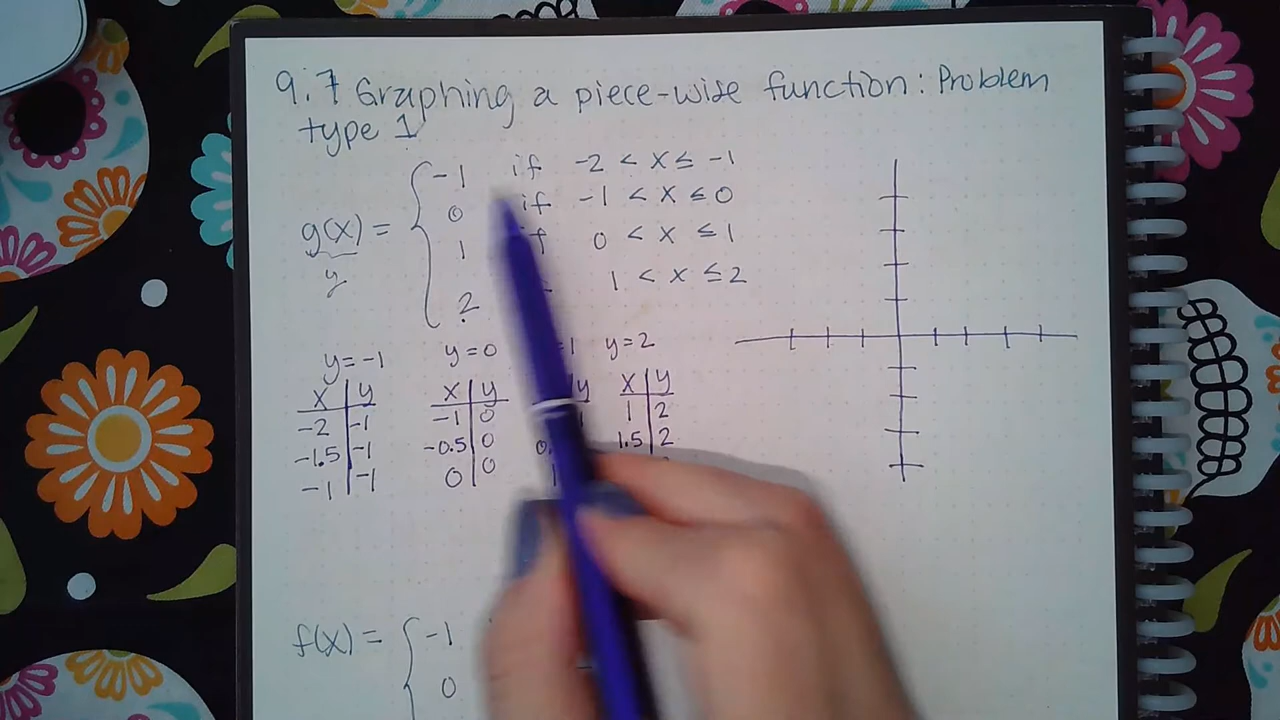 9.7 Graphing a piece-wise function: Problem
type 1
-1 if -2 < x ≤ -1
0 if -1 < x ≤ 0
g(x) =
1 0 < x ≤ 1
y
2 1 < x ≤ 2
y = -1 y = 0 y = 2
x y x y y x y
-2 -1 -1 0 1 2
-1.5 -1 -0.5 0 1.5 2
-1 -1 0 0 1
f(x) = -1
0